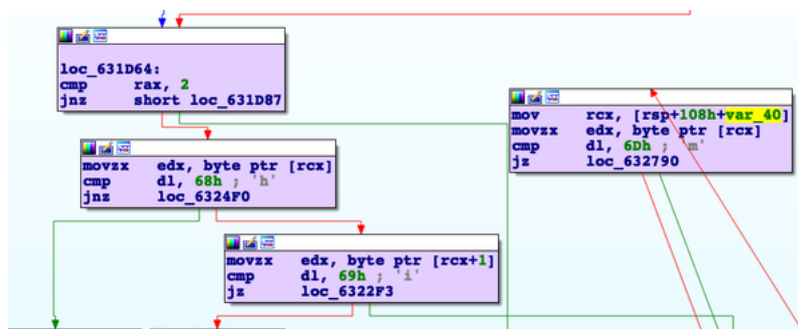 loc_631D64:
cmp rax, 2
jnz short loc_631D87
mov rcx, [rsp+108h+var_40]
movzx edx, byte ptr [rcx]
cmp dl, 6Dh ; 'm'
jz loc_632790
movzx edx, byte ptr [rcx]
cmp dl, 68h ; 'h'
jnz loc_6324F0
movzx edx, byte ptr [rcx+1]
cmp dl, 69h ; 'i'
jz loc_6322F3